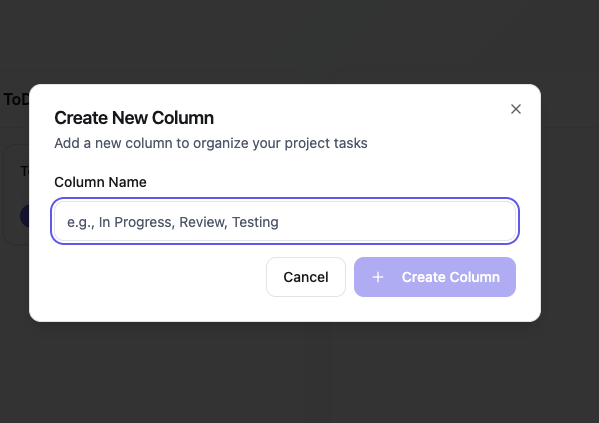 ToD
Create New Column
Add a new column to organize your project tasks
Column Name
e.g., In Progress, Review, Testing
Cancel
+ Create Column